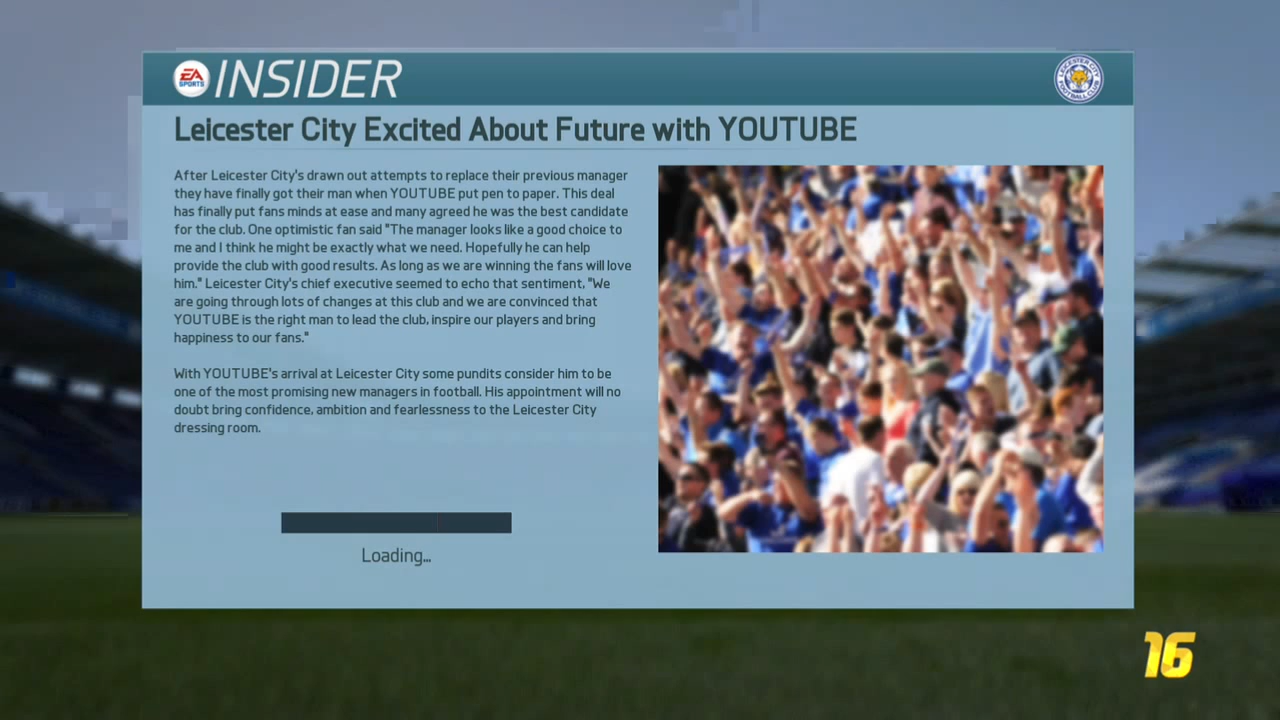 EA SPORTS INSIDER
LEICESTER CITY FOOTBALL CLUB
Leicester City Excited About Future with YOUTUBE
After Leicester City's drawn out attempts to replace their previous manager
they have finally got their man when YOUTUBE put pen to paper. This deal
has finally put fans minds at ease and many agreed he was the best candidate
for the club. One optimistic fan said "The manager looks like a good choice to
me and I think he might be exactly what we need. Hopefully he can help
provide the club with good results. As long as we are winning the fans will love
him." Leicester City's chief executive seemed to echo that sentiment, "We
are going through lots of changes at this club and we are convinced that
YOUTUBE is the right man to lead the club, inspire our players and bring
happiness to our fans."
With YOUTUBE's arrival at Leicester City some pundits consider him to be
one of the most promising new managers in football. His appointment will no
doubt bring confidence, ambition and fearlessness to the Leicester City
dressing room.
Loading...
16